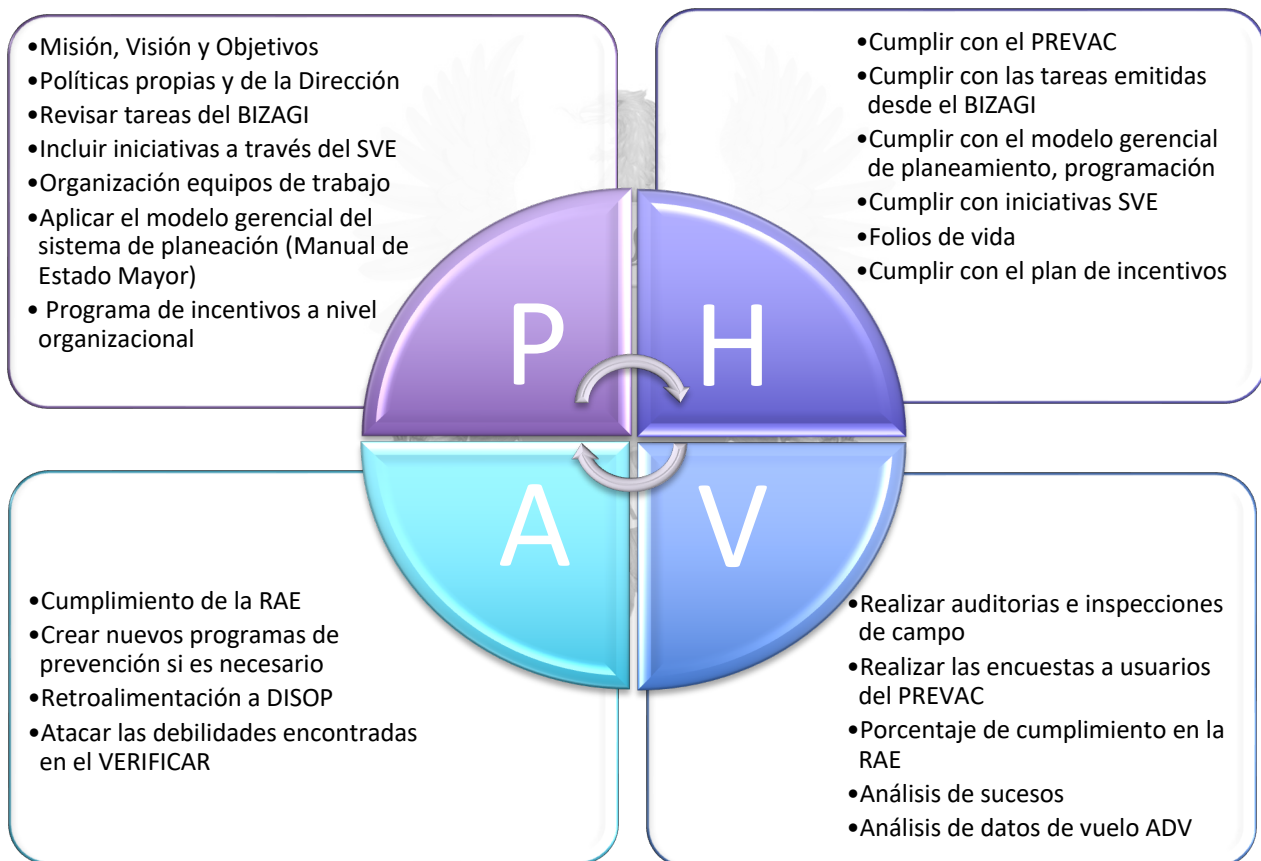 •Misión, Visión y Objetivos
•Políticas propias y de la Dirección
•Revisar tareas del BIZAGI
•Incluir iniciativas a través del SVE
•Organización equipos de trabajo
•Aplicar el modelo gerencial del
sistema de planeación (Manual de
Estado Mayor)
• Programa de incentivos a nivel
organizacional
•Cumplir con el PREVAC
•Cumplir con las tareas emitidas
desde el BIZAGI
•Cumplir con el modelo gerencial
de planeamiento, programación
•Cumplir con iniciativas SVE
•Folios de vida
•Cumplir con el plan de incentivos
P
H
A
V
•Cumplimiento de la RAE
•Crear nuevos programas de
prevención si es necesario
•Retroalimentación a DISOP
•Atacar las debilidades encontradas
en el VERIFICAR
•Realizar auditorias e inspecciones
de campo
•Realizar las encuestas a usuarios
del PREVAC
•Porcentaje de cumplimiento en la
RAE
•Análisis de sucesos
•Análisis de datos de vuelo ADV